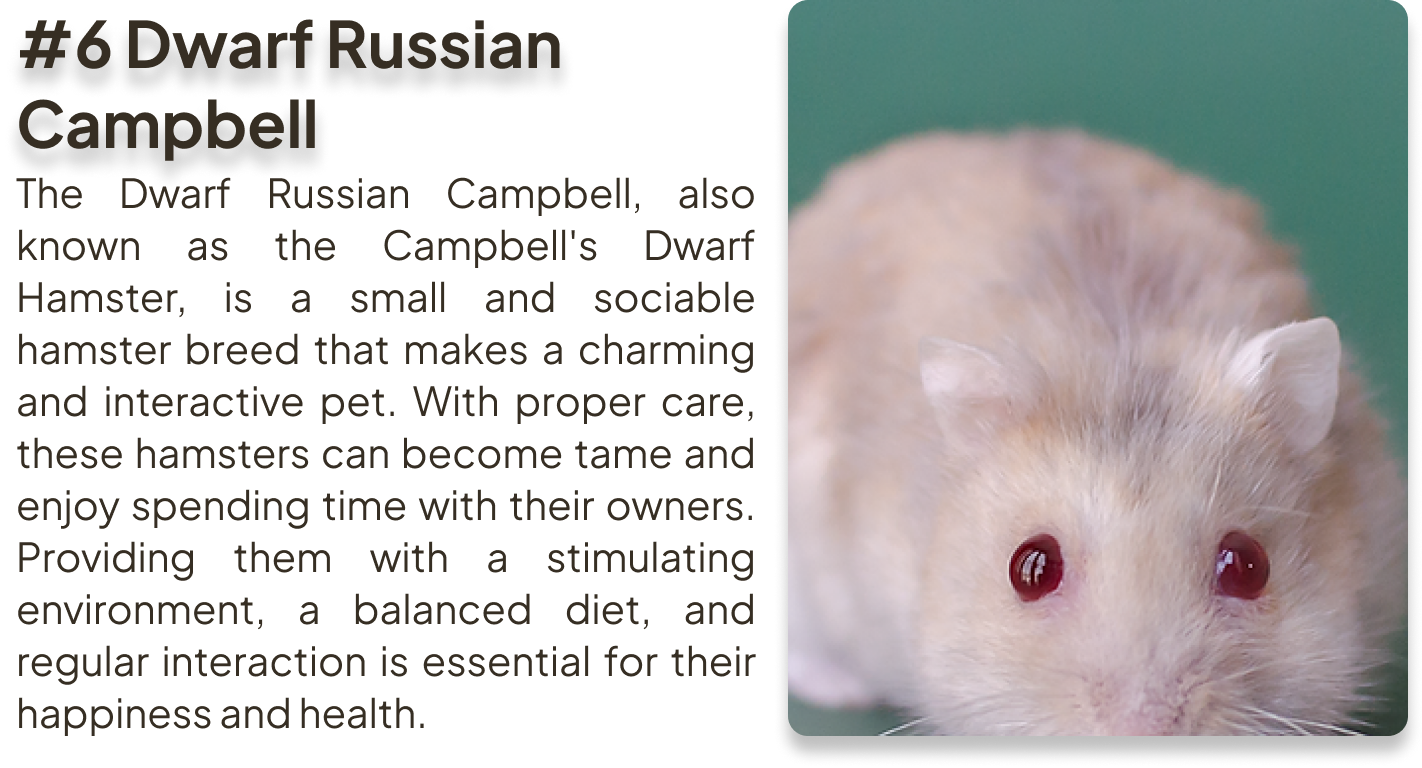 #6 Dwarf Russian
Campbell
The Dwarf Russian Campbell, also
known as the Campbell's Dwarf
Hamster, is a small and sociable
hamster breed that makes a charming
and interactive pet. With proper care,
these hamsters can become tame and
enjoy spending time with their owners.
Providing them with a stimulating
environment, a balanced diet, and
regular interaction is essential for their
happiness and health.